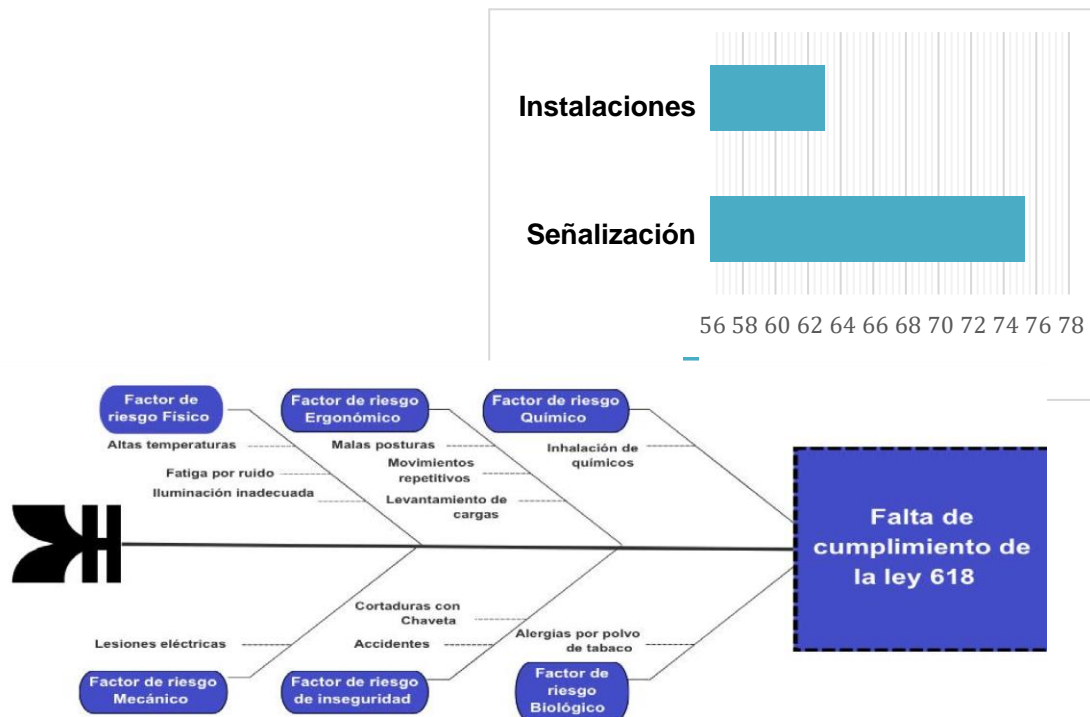 Instalaciones
Señalización
56 58 60 62 64 66 68 70 72 74 76 78
Factor de
riesgo Físico
Factor de riesgo
Ergonómico
Factor de riesgo
Químico
Altas temperaturas
Fatiga por ruido
Iluminación inadecuada
Malas posturas
Movimientos
repetitivos
Levantamiento de
cargas
Inhalación de
químicos
Falta de
cumplimiento de
la ley 618
Lesiones eléctricas
Cortaduras con
Chaveta
Accidentes
Alergias por polvo
de tabaco
Factor de riesgo
Mecánico
Factor de riesgo
de inseguridad
Factor de
riesgo
Biológico